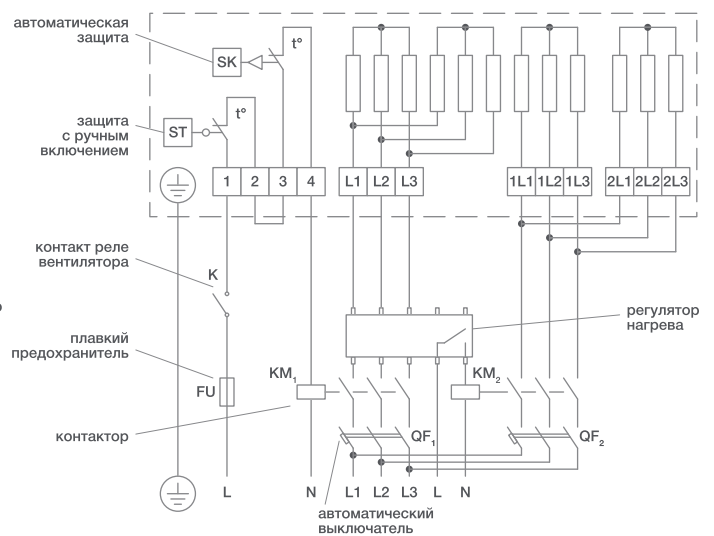 автоматическая
защита
SK
t°
защита
с ручным
включением
ST
t°
1 2 3 4 L1 L2 L3 1L1 1L2 1L3 2L1 2L2 2L3
контакт реле
вентилятора
K
регулятор
нагрева
плавкий
предохранитель
FU
KM1
KM2
контактор
QF1
QF2
L N L1 L2 L3 L N
автоматический
выключатель